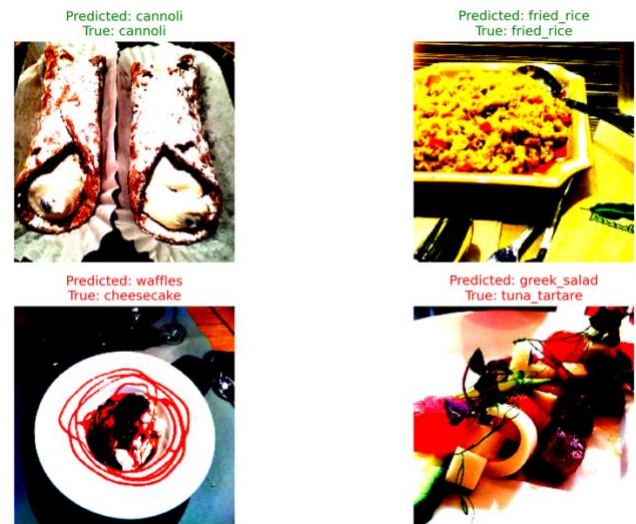 Predicted: cannoli
True: cannoli
Predicted: fried_rice
True: fried_rice
Predicted: waffles
True: cheesecake
Predicted: greek_salad
True: tuna_tartare